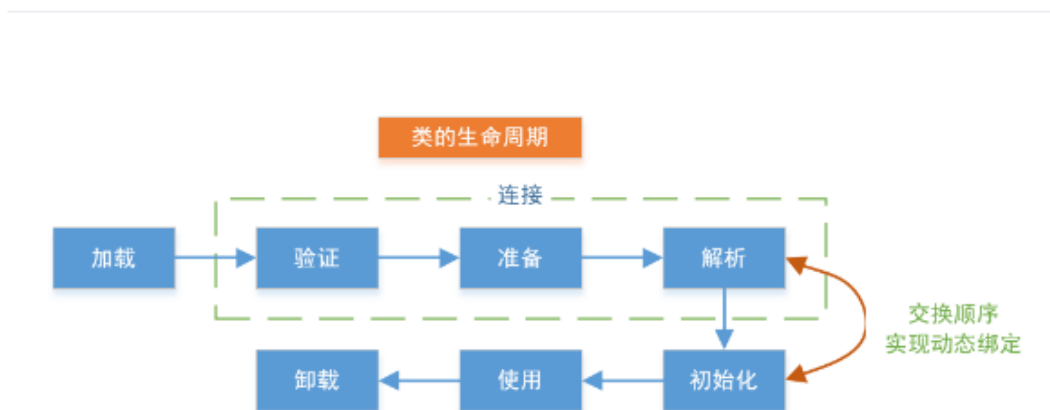 类的生命周期
连接
加载
验证
准备
解析
交换顺序
实现动态绑定
卸载
使用
初始化